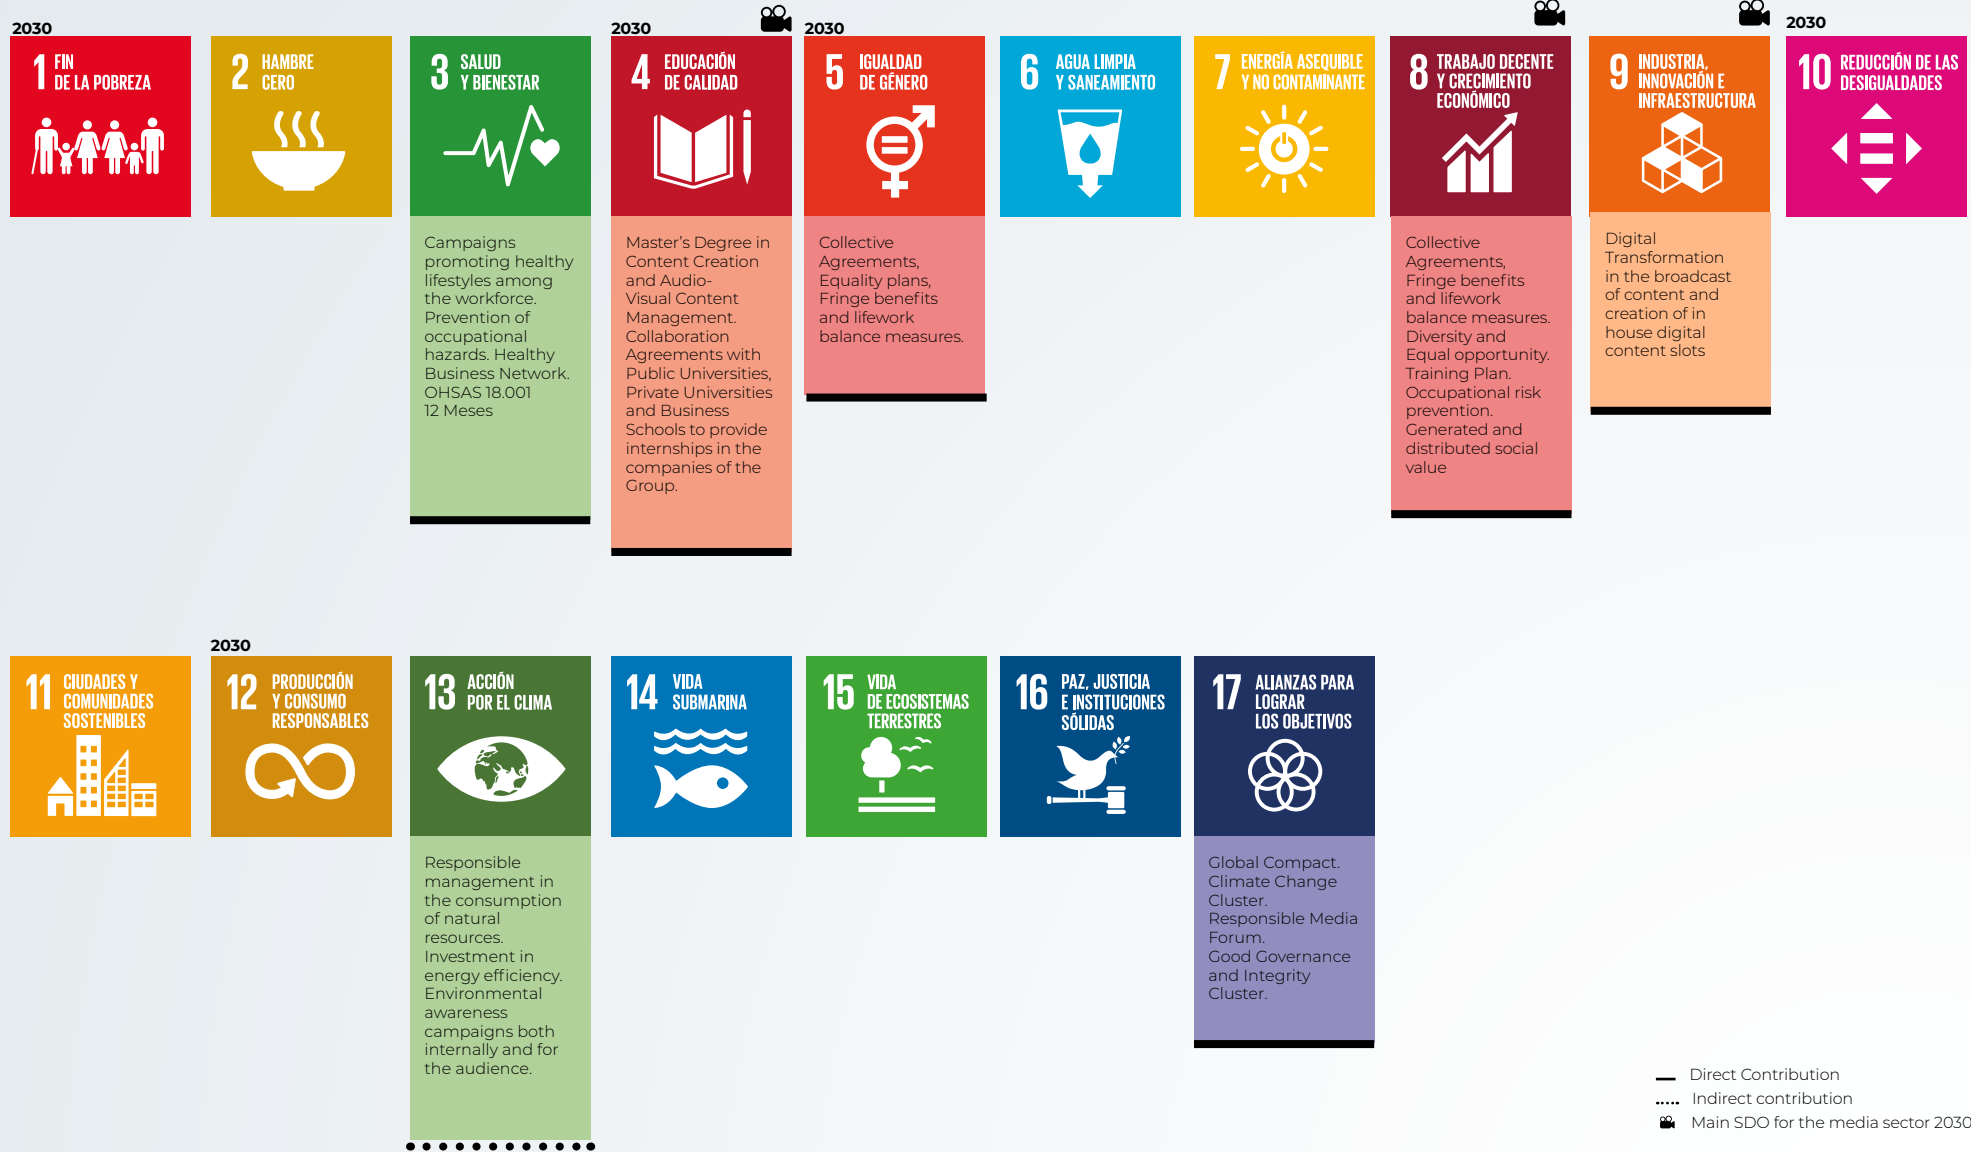 2030
1 FIN
DE LA POBREZA
2 HAMBRE
CERO
3 SALUD
Y BIENESTAR
Campaigns
promoting healthy
lifestyles among
the workforce.
Prevention of
occupational
hazards. Healthy
Business Network.
OHSAS 18.001
12 Meses
2030
4 EDUCACIÓN
DE CALIDAD
Master's Degree in
Content Creation
and Audio-
Visual Content
Management.
Collaboration
Agreements with
Public Universities,
Private Universities
and Business
Schools to provide
internships in the
companies of the
Group.
2030
5 IGUALDAD
DE GÉNERO
Collective
Agreements,
Equality plans,
Fringe benefits
and lifework
balance measures.
6 AGUA LIMPIA
Y SANEAMIENTO
7 ENERGÍA ASEQUIBLE
Y NO CONTAMINANTE
8 TRABAJO DECENTE
Y CRECIMIENTO
ECONÓMICO
Collective
Agreements,
Fringe benefits
and lifework
balance measures.
Diversity and
Equal opportunity.
Training Plan.
Occupational risk
prevention.
Generated and
distributed social
value
9 INDUSTRIA,
INNOVACIÓN E
INFRAESTRUCTURA
Digital
Transformation
in the broadcast
of content and
creation of in
house digital
content slots
2030
10 REDUCCIÓN DE LAS
DESIGUALDADES
11 CIUDADES Y
COMUNIDADES
SOSTENIBLES
2030
12 PRODUCCIÓN
Y CONSUMO
RESPONSABLES
13 ACCIÓN
POR EL CLIMA
Responsible
management in
the consumption
of natural
resources.
Investment in
energy efficiency.
Environmental
awareness
campaigns both
internally and for
the audience.
14 VIDA
SUBMARINA
15 VIDA
DE ECOSISTEMAS
TERRESTRES
16 PAZ, JUSTICIA
E INSTITUCIONES
SÓLIDAS
17 ALIANZAS PARA
LOGRAR
LOS OBJETIVOS
Global Compact.
Climate Change
Cluster.
Responsible Media
Forum.
Good Governance
and Integrity
Cluster.
Direct Contribution
Indirect contribution
Main SDO for the media sector 2030